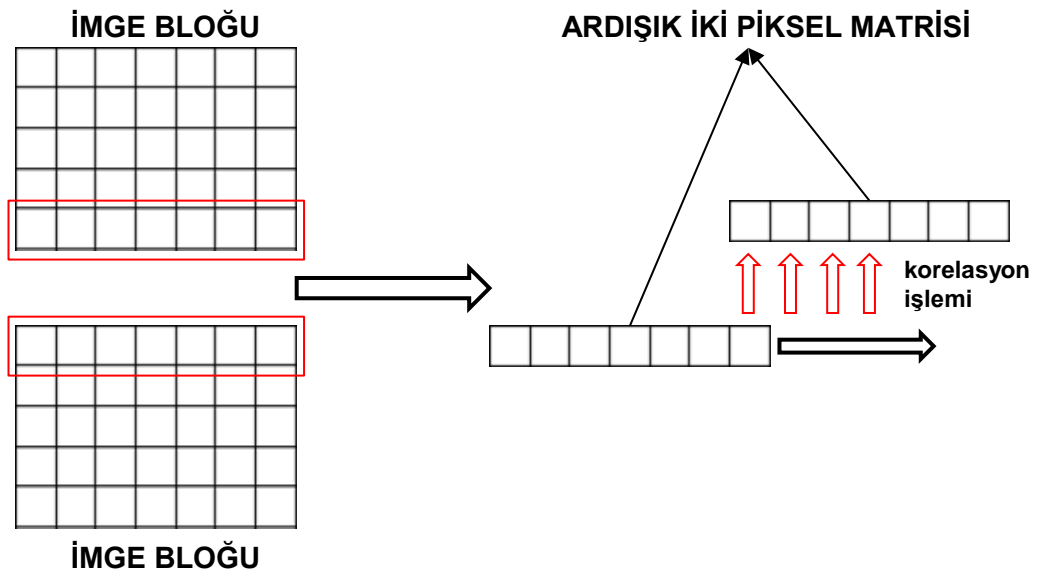 İMGE BLOĞU
ARDIŞIK İKİ PİKSEL MATRİSİ
korelasyon
işlemi
İMGE BLOĞU